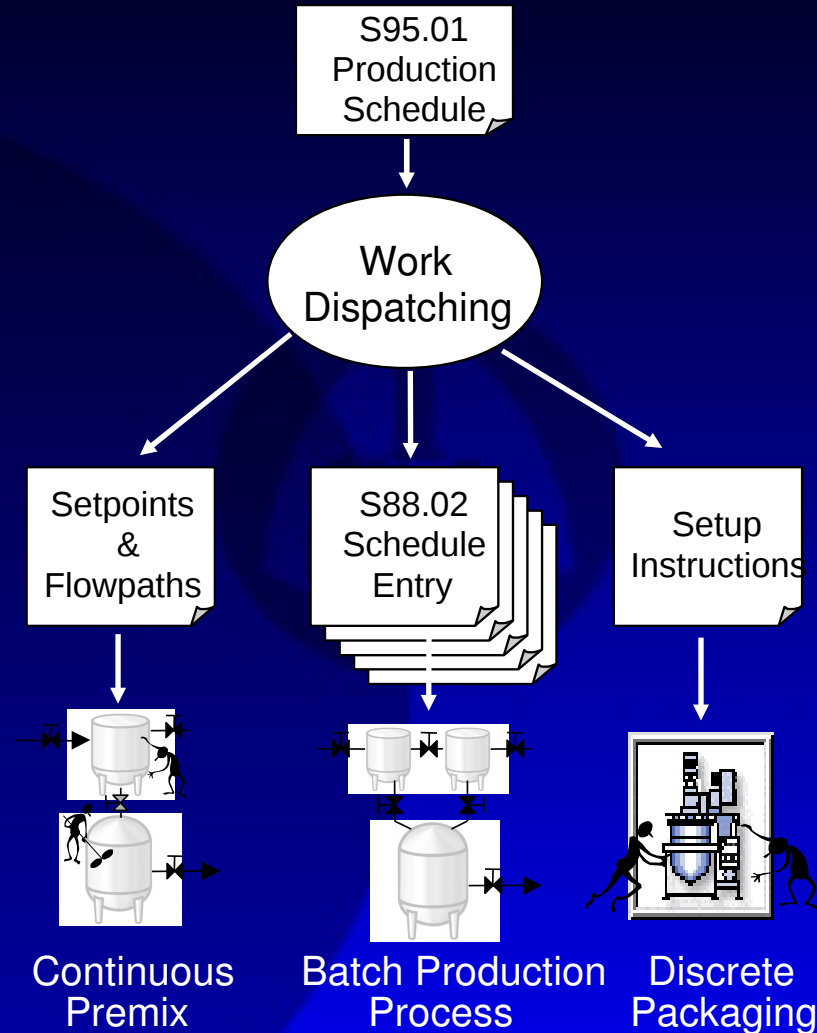 S95.01
Production
Schedule
Work
Dispatching
Setpoints
&
Flowpaths
S88.02
Schedule
Entry
Setup
Instructions
Continuous
Premix
Batch Production
Process
Discrete
Packaging